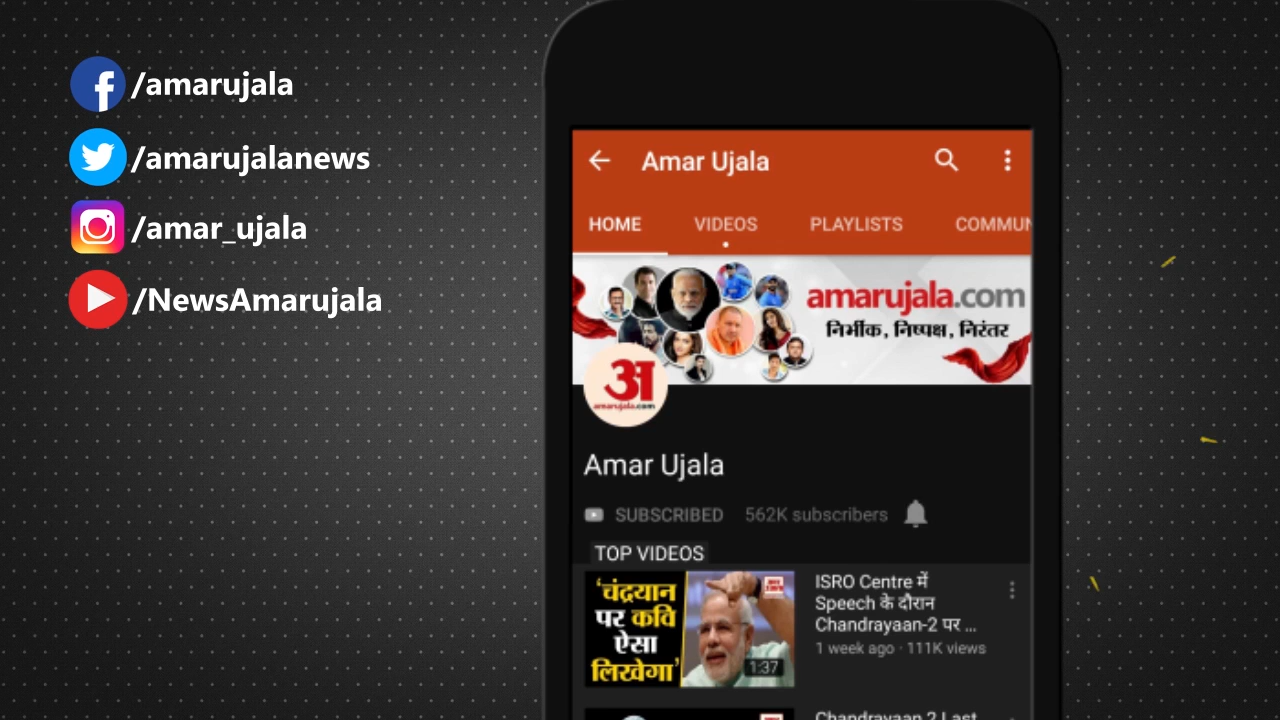 /amarujala
/amarujalanews
/amar_ujala
/NewsAmarujala
Amar Ujala
HOME VIDEOS PLAYLISTS COMMUN
amarujala.com
निर्भीक, निष्पक्ष, निरंतर
अ
amarujala.com
Amar Ujala
SUBSCRIBED 562K subscribers
TOP VIDEOS
‘चंद्रयान
पर कवि
ऐसा
लिखेगा’
1:37
ISRO Centre में
Speech के दौरान
Chandrayaan-2 पर ...
1 week ago · 111K views
Chandrayaan 2 Last